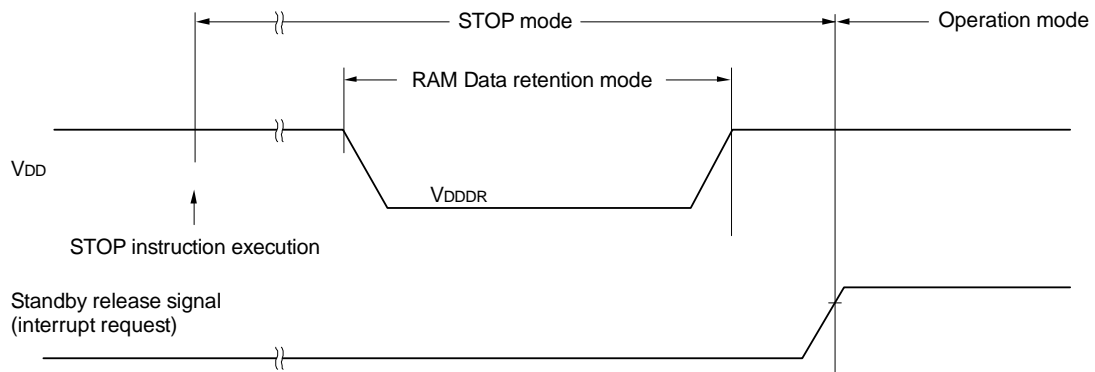 STOP mode
Operation mode
RAM Data retention mode
VDD
VDDDR
STOP instruction execution
Standby release signal
(interrupt request)